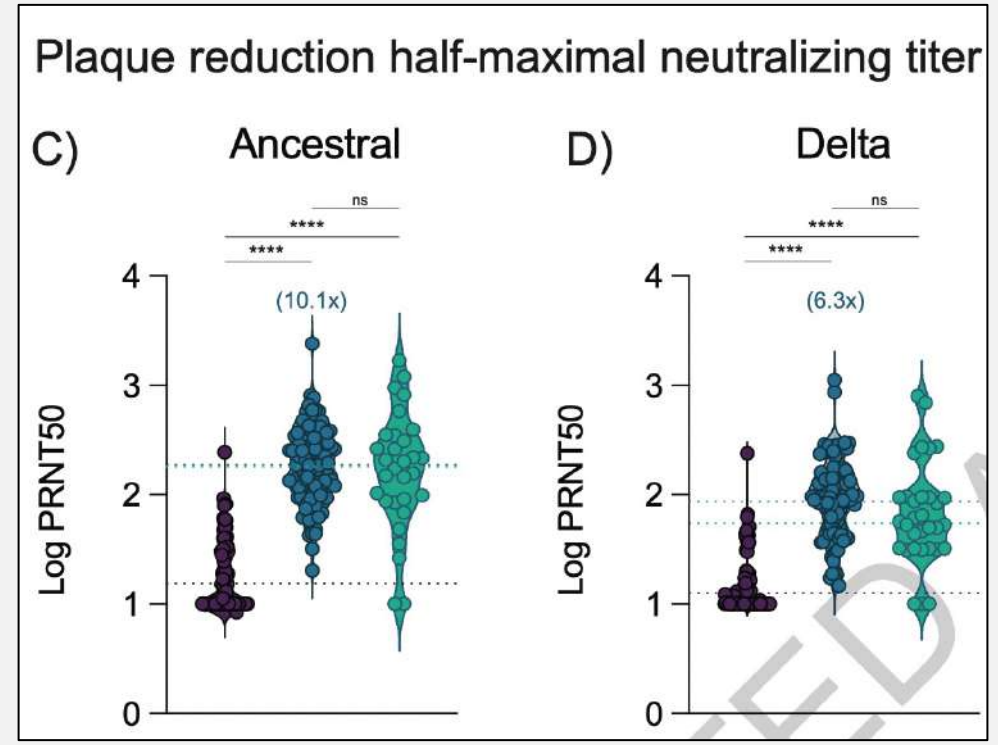 Plaque reduction half-maximal neutralizing titer
C)
Ancestral
ns
****
****
(10.1x)
4
3
2
1
0
Log PRNT50
D)
Delta
ns
****
****
(6.3x)
4
3
2
1
0
Log PRNT50